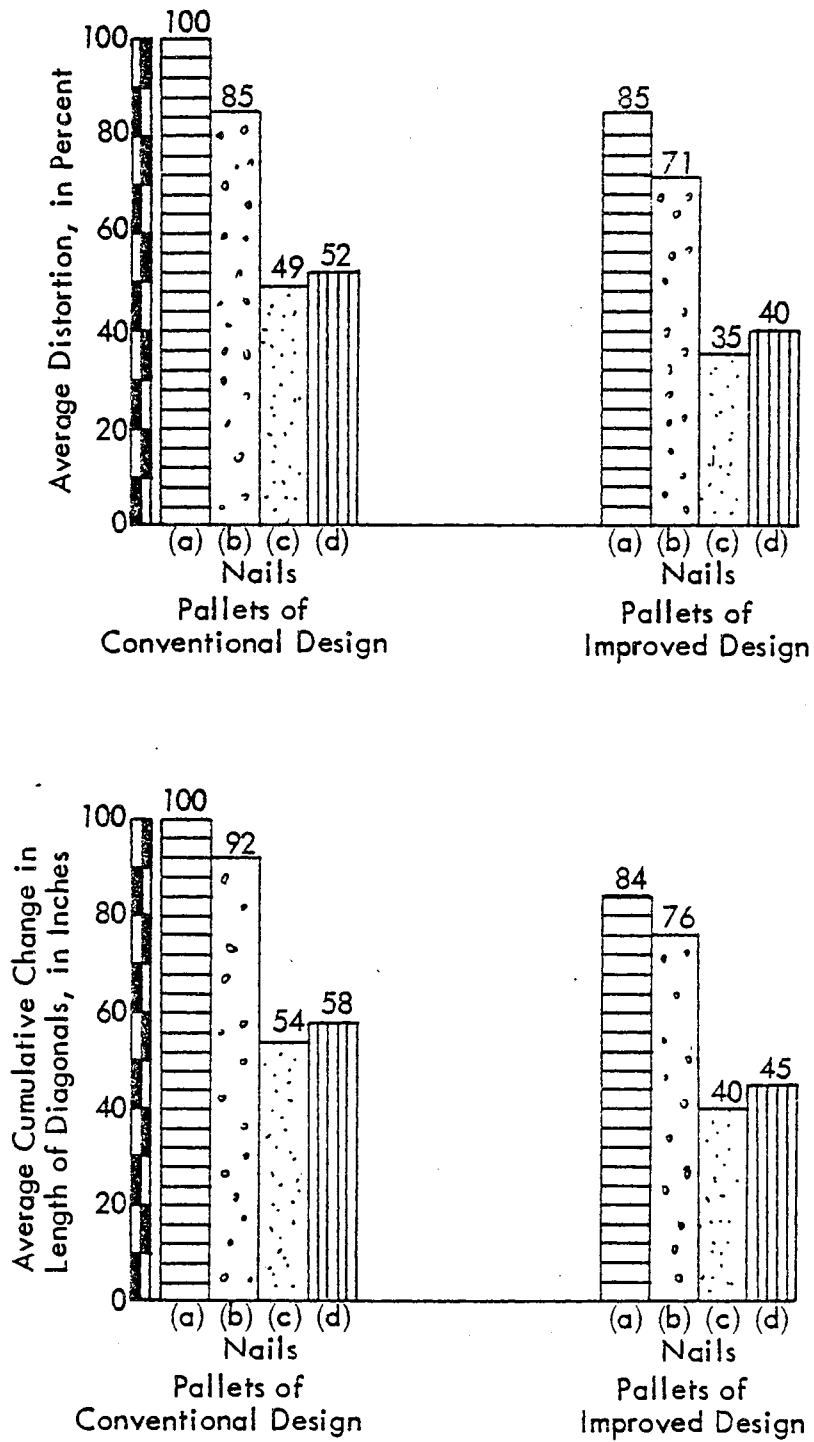 100
100
85
80
60
52
49
40
20
0
85
71
40
35
Average Distortion, in Percent
(a) (b) (c) (d)
Nails
Pallets of
Conventional Design
(a) (b) (c) (d)
Nails
Pallets of
Improved Design
100
100
92
80
60
58
54
40
20
0
84
76
45
40
Average Cumulative Change in
Length of Diagonals, in Inches
(a) (b) (c) (d)
Nails
Pallets of
Conventional Design
(a) (b) (c) (d)
Nails
Pallets of
Improved Design